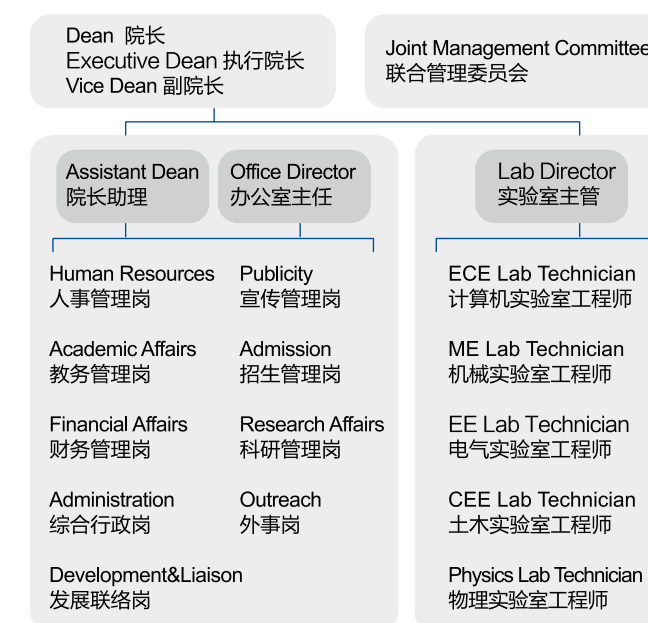 Dean 院长
Executive Dean 执行院长
Vice Dean 副院长
Joint Management Committee
联合管理委员会
Assistant Dean
院长助理
Office Director
办公室主任
Lab Director
实验室主管
Human Resources
人事管理岗
Publicity
宣传管理岗
Academic Affairs
教务管理岗
Admission
招生管理岗
Financial Affairs
财务管理岗
Research Affairs
科研管理岗
Administration
综合行政岗
Outreach
外事岗
Development&Liaison
发展联络岗
ECE Lab Technician
计算机实验室工程师
ME Lab Technician
机械实验室工程师
EE Lab Technician
电气实验室工程师
CEE Lab Technician
土木实验室工程师
Physics Lab Technician
物理实验室工程师